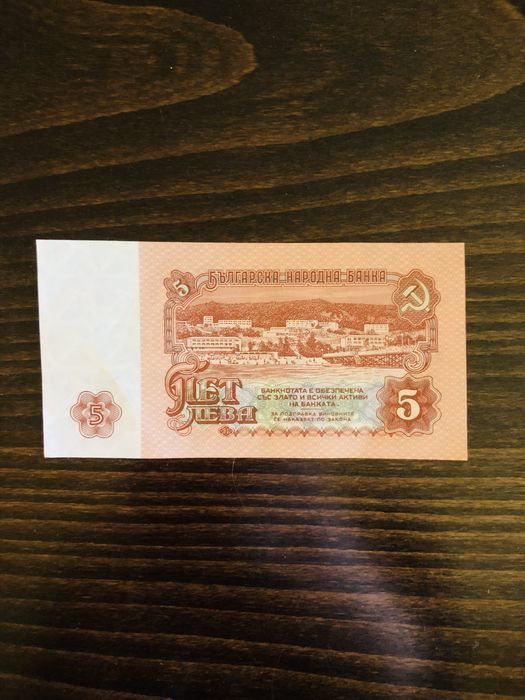 5
БЪЛГАРСКА НАРОДНА БАНКА
ПЕТ
ЛЕВА
БАНКНОТАТА Е ОБЕЗПЕЧЕНА
СЪС ЗЛАТО И ВСИЧКИ АКТИВИ
НА БАНКАТА
ЗА ПОДПРАВКА ВИНОВНИТЕ
СЕ НАКАЗВАТ ПО ЗАКОНА
5
5